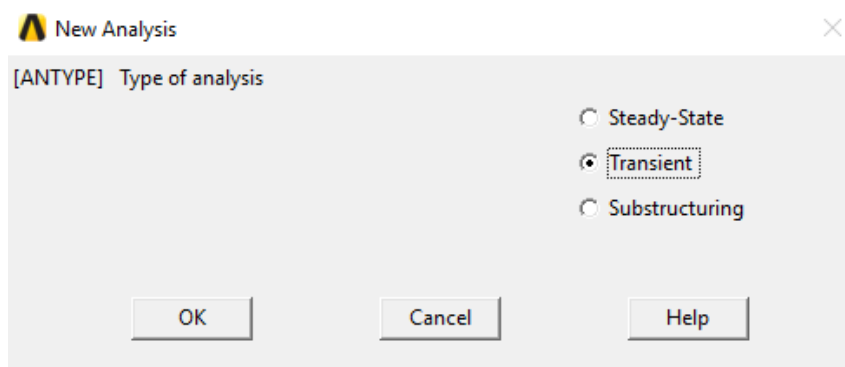 New Analysis
[ANTYPE] Type of analysis
Steady-State
Transient
Substructuring
OK Cancel Help